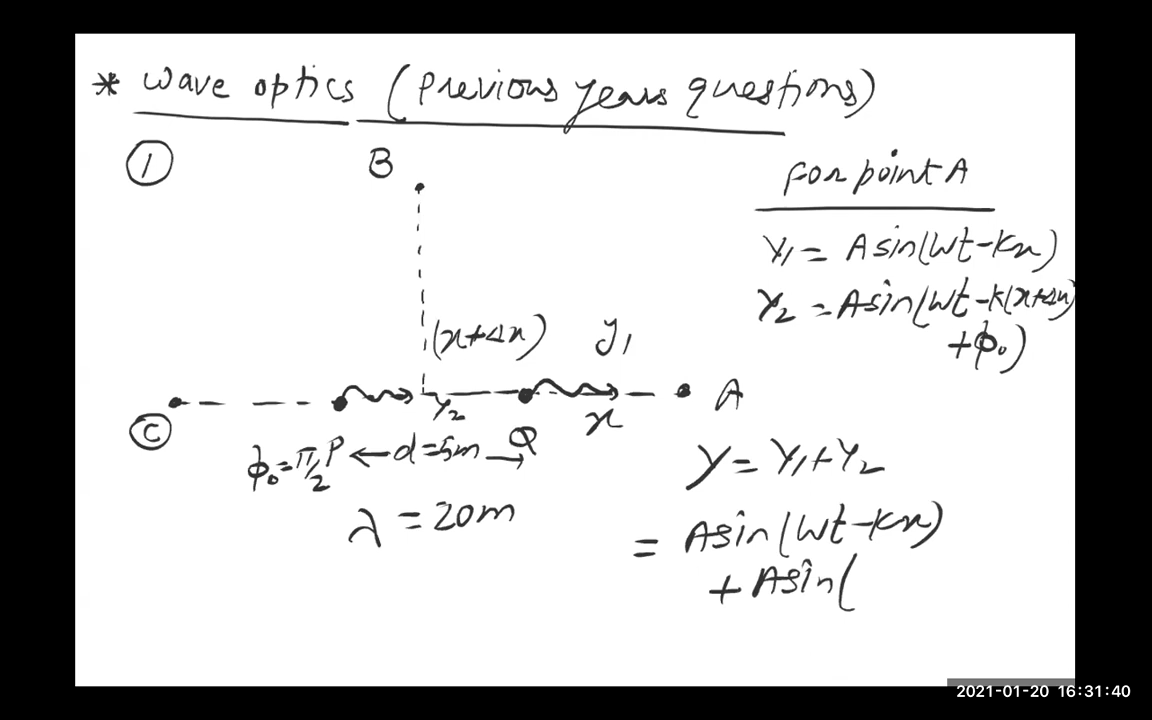 * Wave optics (Previous years questions)
① B
For point A
Y₁ = A sin(Wt-Kx)
Y₂ = A sin(Wt-K(x+Δx)
+ϕ₀)
(x+Δx) y₁
Y₂ x A
C
ϕ₀=π/2 P ←d=5m→ Q
λ = 20m
Y = Y₁+Y₂
= A sin(Wt-Kx)
+ A sin(
2021-01-20 16:31:40